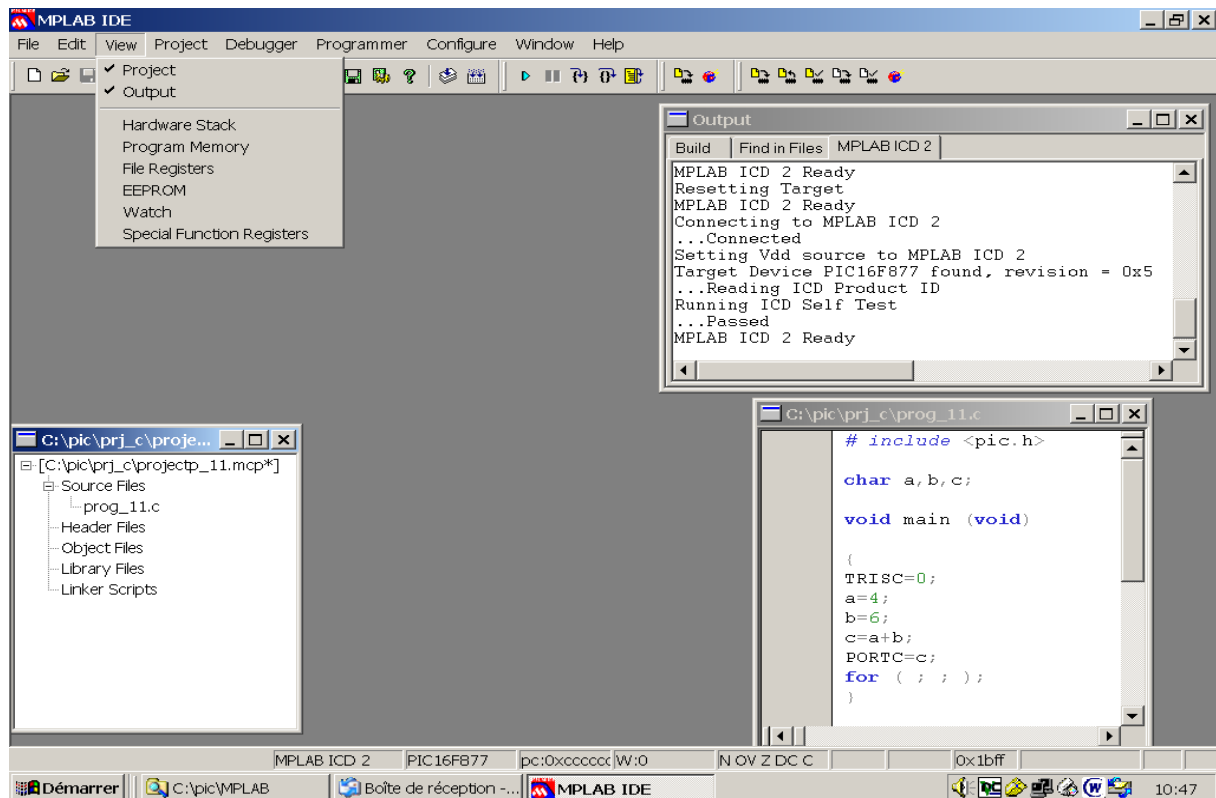 MPLAB IDE
File Edit View Project Debugger Programmer Configure Window Help
Project
Output
Hardware Stack
Program Memory
File Registers
EEPROM
Watch
Special Function Registers
Output
Build Find in Files MPLAB ICD 2
MPLAB ICD 2 Ready
Resetting Target
MPLAB ICD 2 Ready
Connecting to MPLAB ICD 2
...Connected
Setting Vdd source to MPLAB ICD 2
Target Device PIC16F877 found, revision = 0x5
...Reading ICD Product ID
Running ICD Self Test
...Passed
MPLAB ICD 2 Ready
C:\pic\prj_c\proje...
[C:\pic\prj_c\projectp_11.mcp*]
Source Files
prog_11.c
Header Files
Object Files
Library Files
Linker Scripts
C:\pic\prj_c\prog_11.c
# include <pic.h>
char a,b,c;
void main (void)
{
TRISC=0;
a=4;
b=6;
c=a+b;
PORTC=c;
for ( ; ; );
}
MPLAB ICD 2 PIC16F877 pc:0xcccccc W:0 N OV Z DC C 0x1bff
Démarrer C:\pic\MPLAB Boîte de réception -... MPLAB IDE 10:47